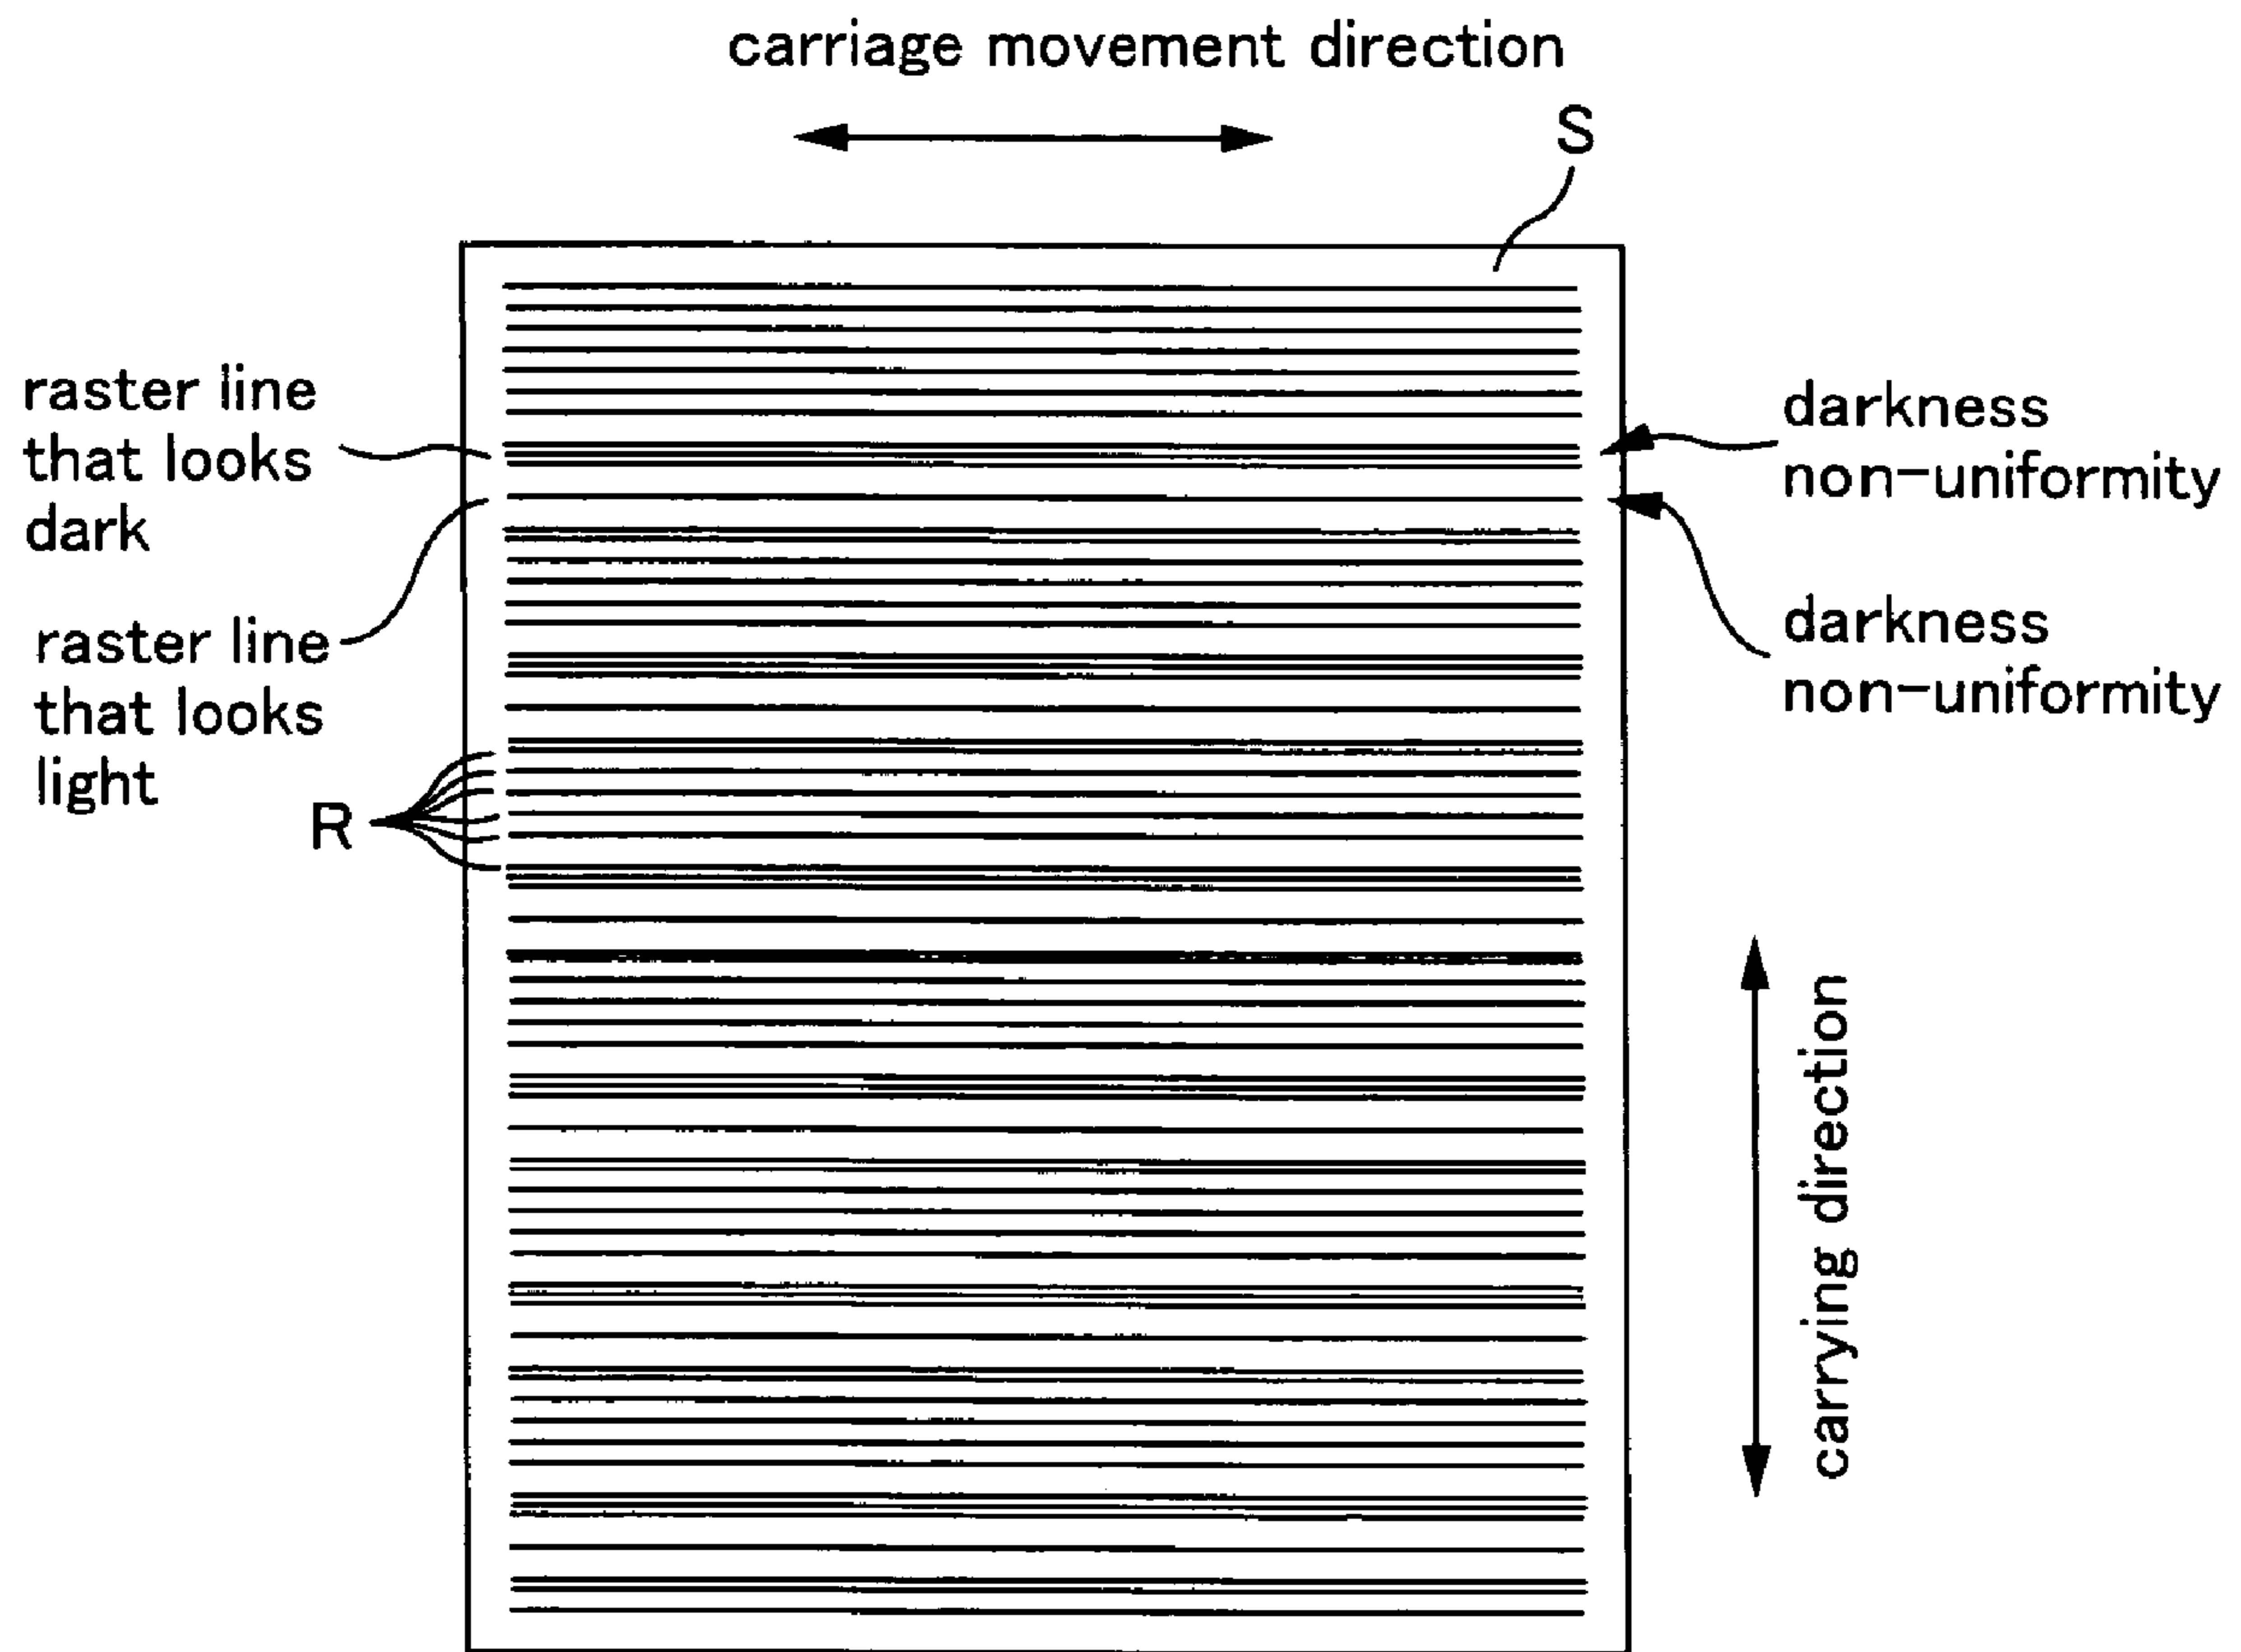 carriage movement direction
S
raster line
that looks
dark
darkness
non-uniformity
raster line
that looks
light
darkness
non-uniformity
R
carrying direction